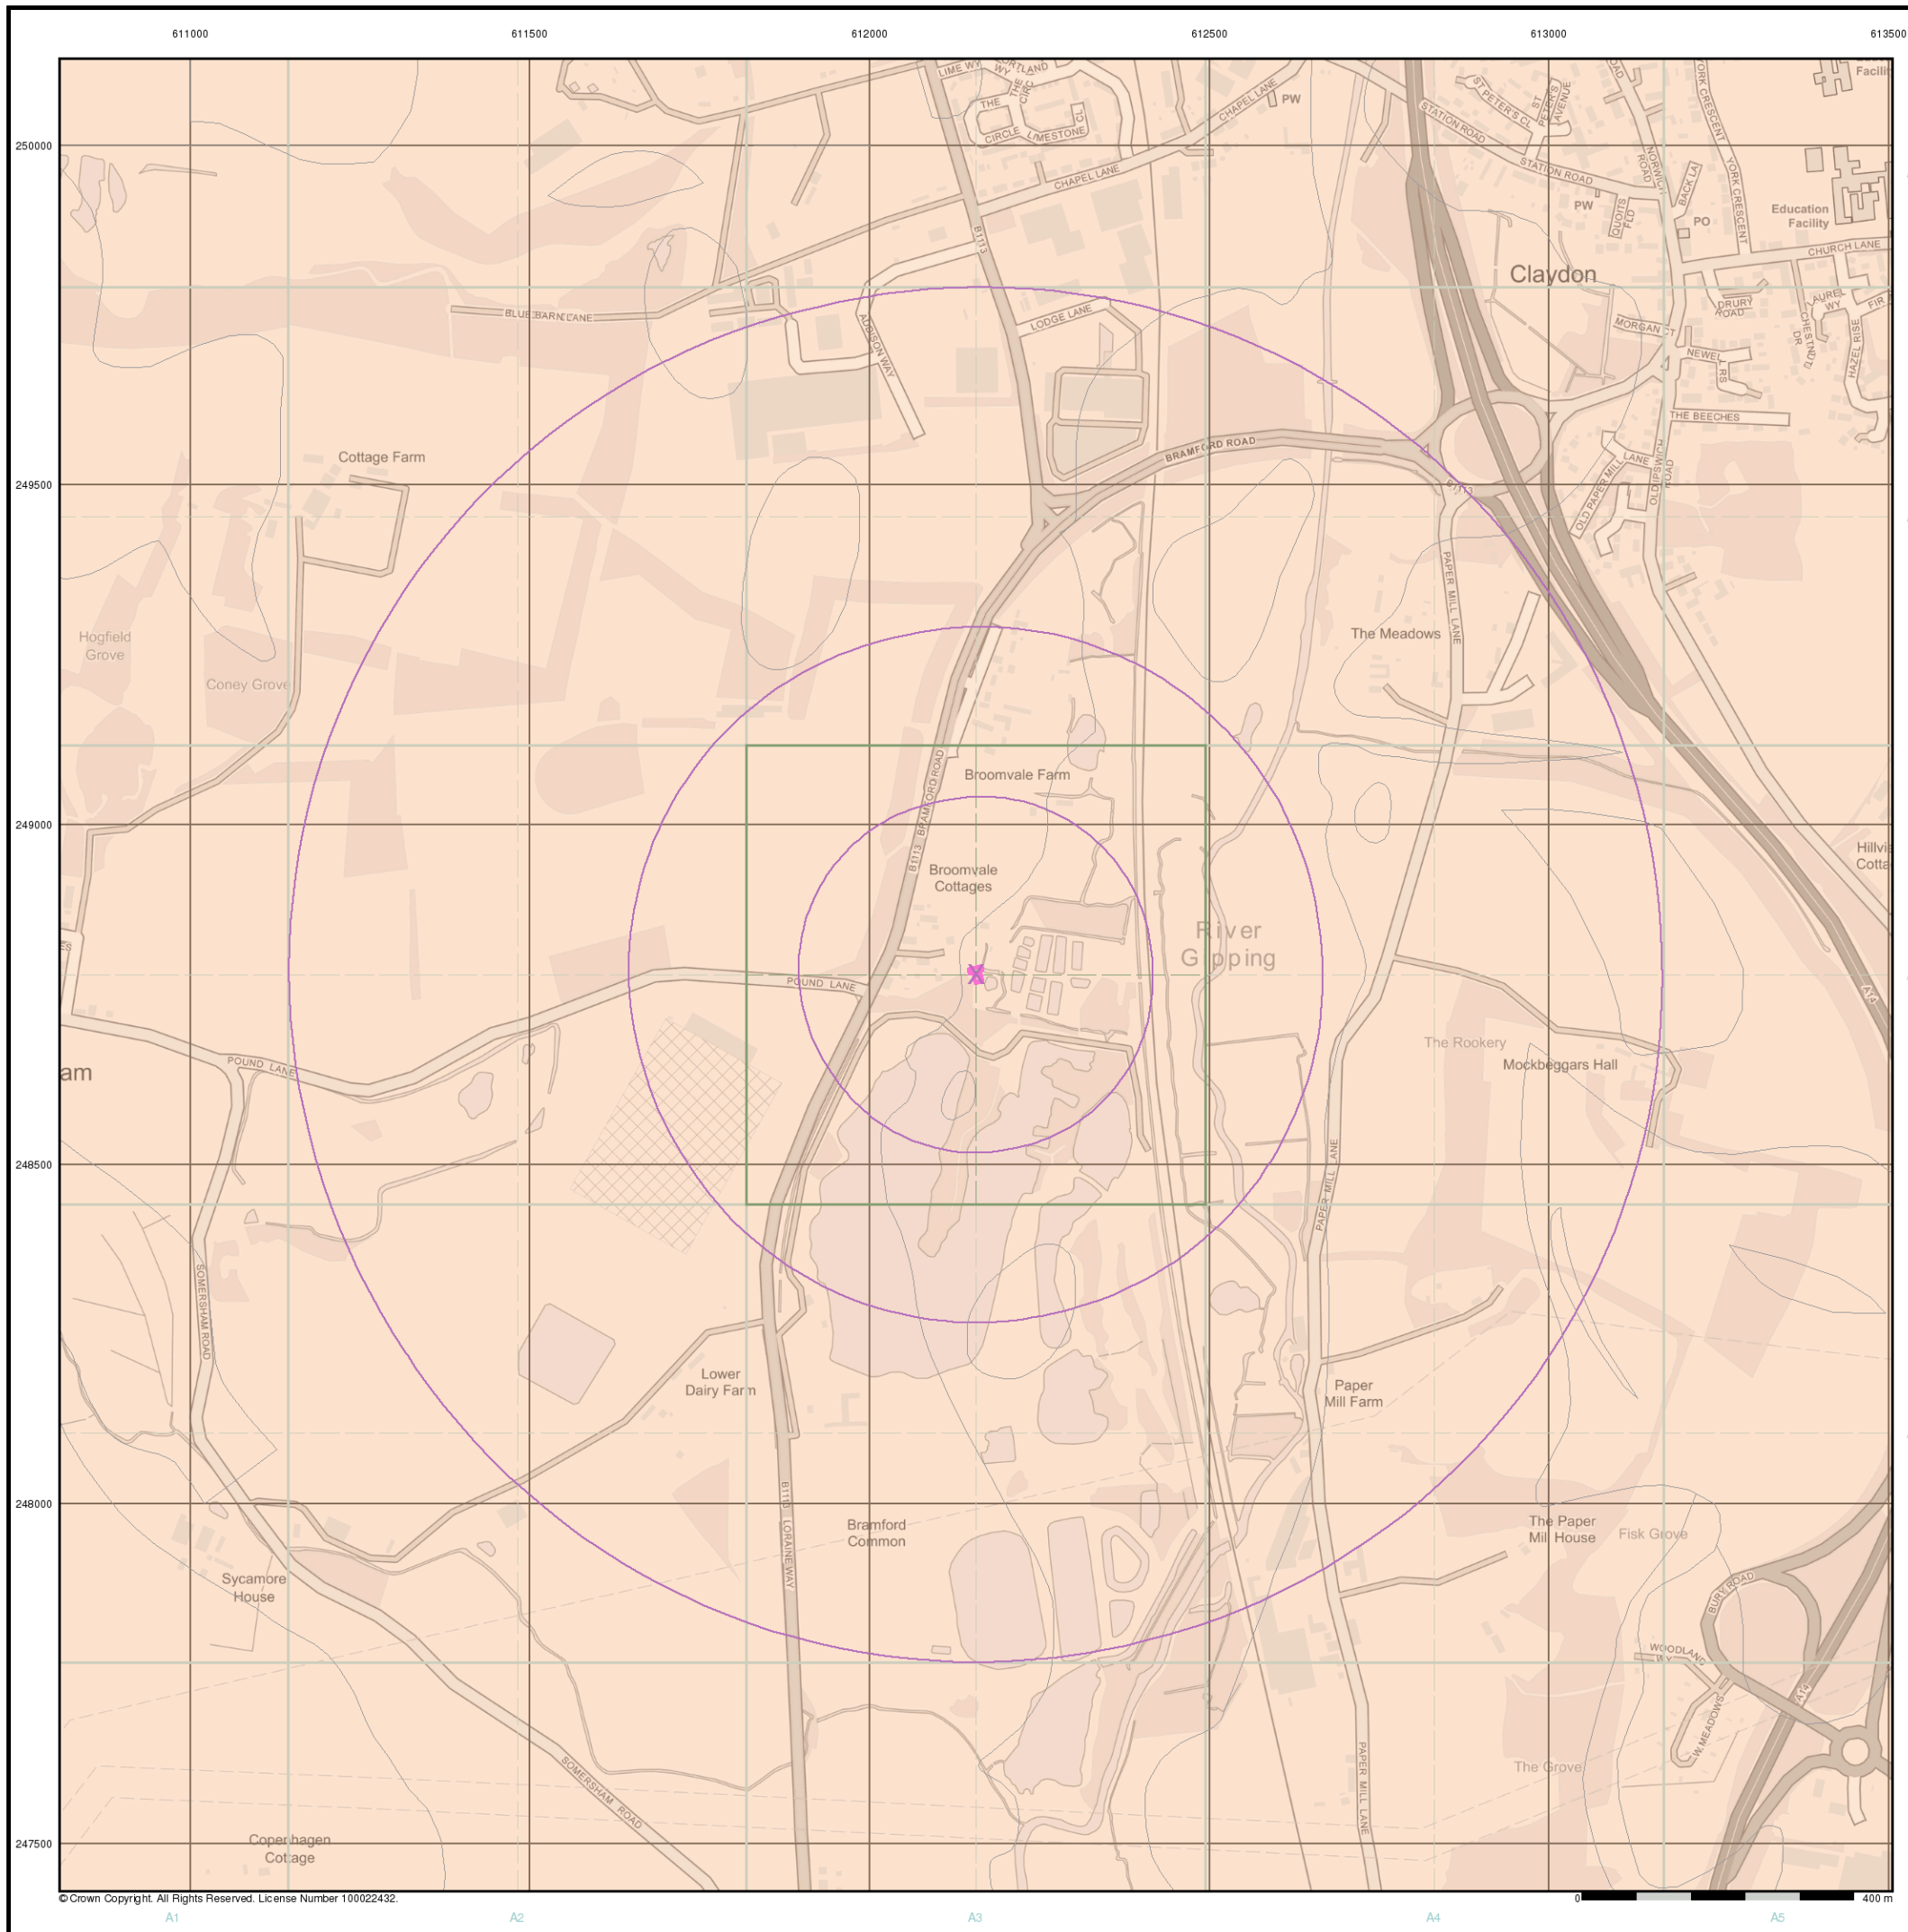 611000
611500
612000
612500
613000
613500
LIME WY
WY
THE CIRC
THE
CIRCLE
LIMESTONE
CL
CHAPEL LANE
PW
CHAPEL LANE
ST PETER'S CL
ST PETER'S AVENUE
STATION ROAD
STATION ROAD
NORWICH ROAD
YORK CRESCENT
YORK CRESCENT
BACK LA
QUOITS FLD
PW
PO
Education
Facility
CHURCH LANE
250000
B1113
Claydon
DRURY
ROAD
LAUREL
WY
FIR
CHESTNUT DR
HAZEL RISE
MORGAN CT
BLUEBARN LANE
ADDISON WAY
LODGE LANE
THE BEECHES
BRAMFORD ROAD
Cottage Farm
OLD PAPER MILL LANE
OLD IPSWICH ROAD
B1113
249500
PAPER MILL LANE
The Meadows
Hogfield
Grove
Coney Grove
B1113 BRAMFORD ROAD
Broomvale Farm
249000
Broomvale
Cottages
River
Gipping
POUND LANE
A14
The Rookery
Mockbeggars Hall
POUND LANE
am
248500
PAPER MILL LANE
SOMERSHAM ROAD
Lower
Dairy Farm
Paper
Mill Farm
248000
B1113 LORAINE WAY
Bramford
Common
The Paper
Mill House
Fisk Grove
Sycamore
House
BURY ROAD
WOODLAND
WY
W.MEADOWS
A14
SOMERSHAM ROAD
PAPER MILL LANE
The Grove
247500
Copenhagen
Cottage
© Crown Copyright. All Rights Reserved. License Number 100022432.
0
400 m
A1
A2
A3
A4
A5